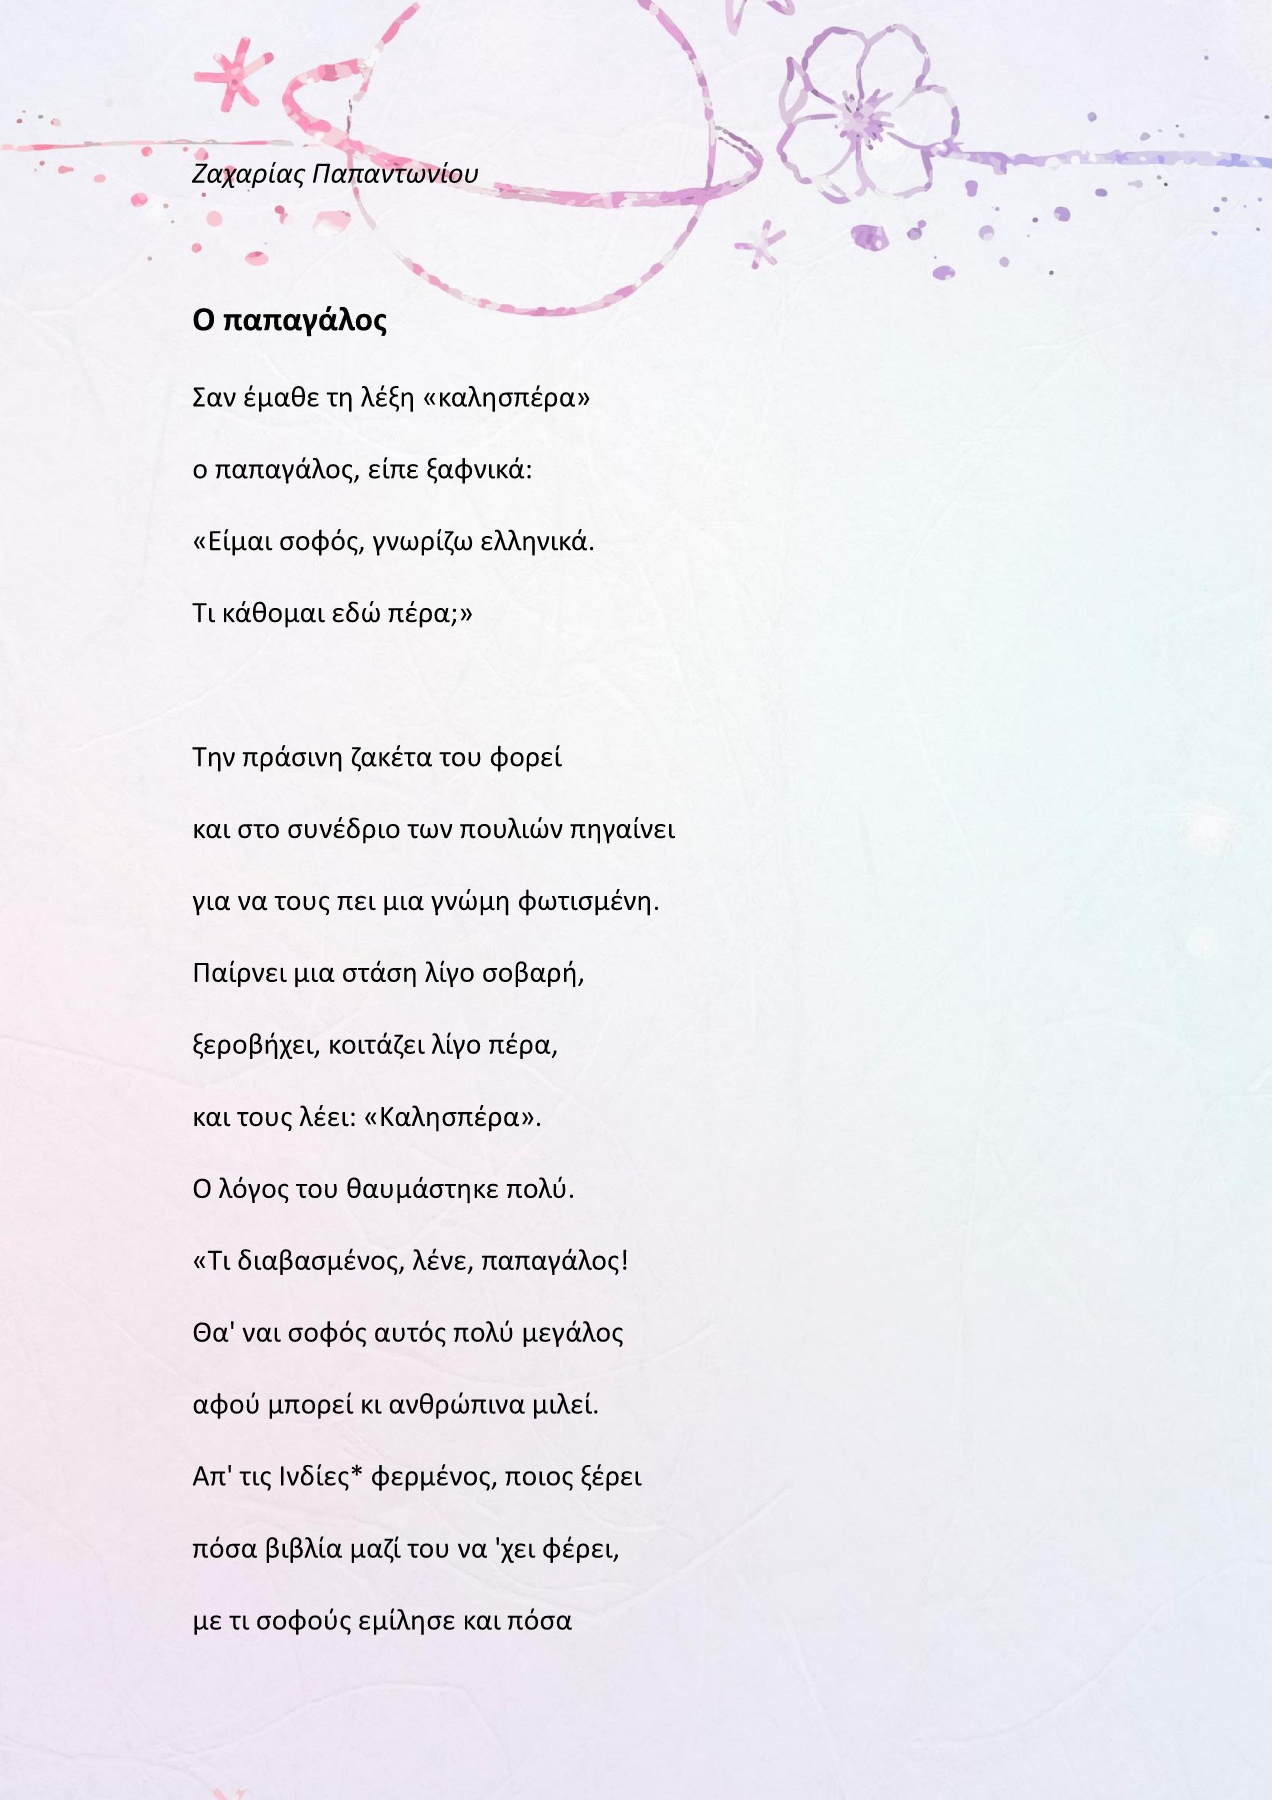 Ζαχαρίας Παπαντωνίου
Ο παπαγάλος
Σαν έμαθε τη λέξη «καλησπέρα»
ο παπαγάλος, είπε ξαφνικά:
«Είμαι σοφός, γνωρίζω ελληνικά.
Τι κάθομαι εδώ πέρα;»
Την πράσινη ζακέτα του φορεί
και στο συνέδριο των πουλιών πηγαίνει
για να τους πει μια γνώμη φωτισμένη.
Παίρνει μια στάση λίγο σοβαρή,
ξεροβήχει, κοιτάζει λίγο πέρα,
και τους λέει: «Καλησπέρα».
Ο λόγος του θαυμάστηκε πολύ.
«Τι διαβασμένος, λένε, παπαγάλος!
Θα' ναι σοφός αυτός πολύ μεγάλος
αφού μπορεί κι ανθρώπινα μιλεί.
Απ' τις Ινδίες* φερμένος, ποιος ξέρει
πόσα βιβλία μαζί του να 'χει φέρει,
με τι σοφούς εμίλησε και πόσα